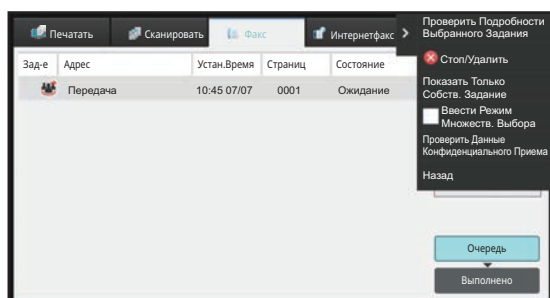 Печатать
Сканировать
Факс
Интернетфакс
Зад-е Адрес Устан.Время Страниц Состояние
Передача 10:45 07/07 0001 Ожидание
Проверить Подробности
Выбранного Задания
Стоп/Удалить
Показать Только
Собств. Задание
Ввести Режим
Множеств. Выбора
Проверить Данные
Конфиденциального Приема
Назад
Очередь
Выполнено